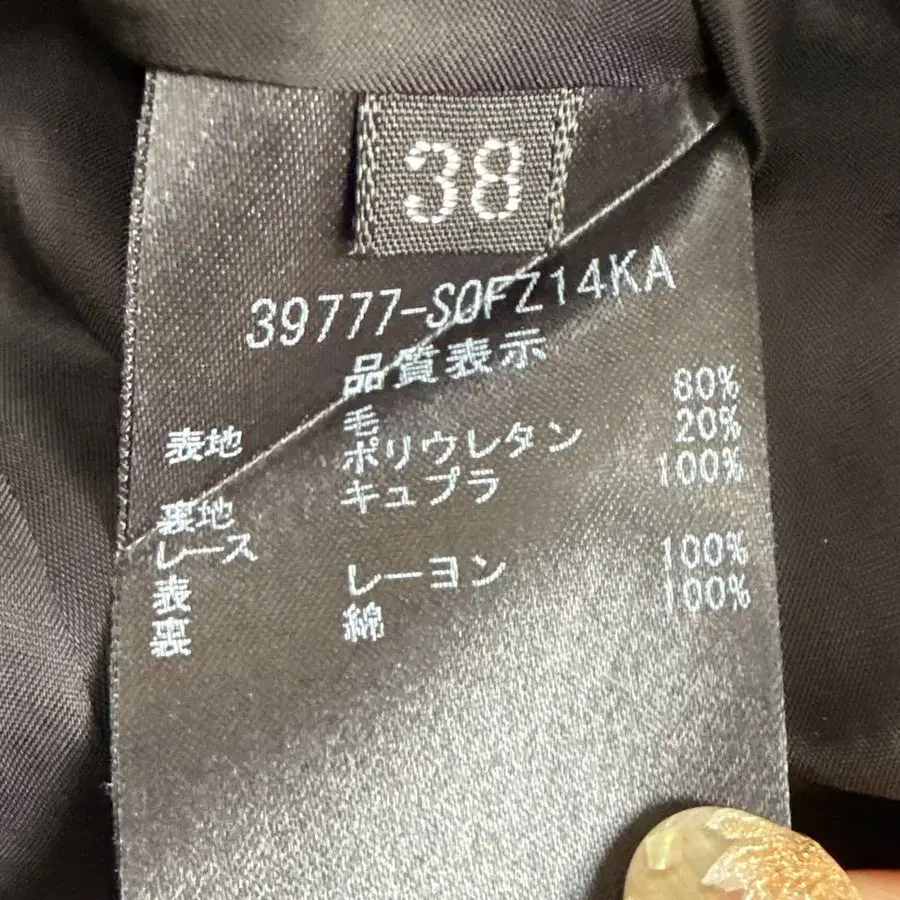 38
39777-SOFZ14KA
品質表示
表地 毛 80%
ポリウレタン 20%
裏地 キュプラ 100%
レース
表 レーヨン 100%
裏 綿 100%